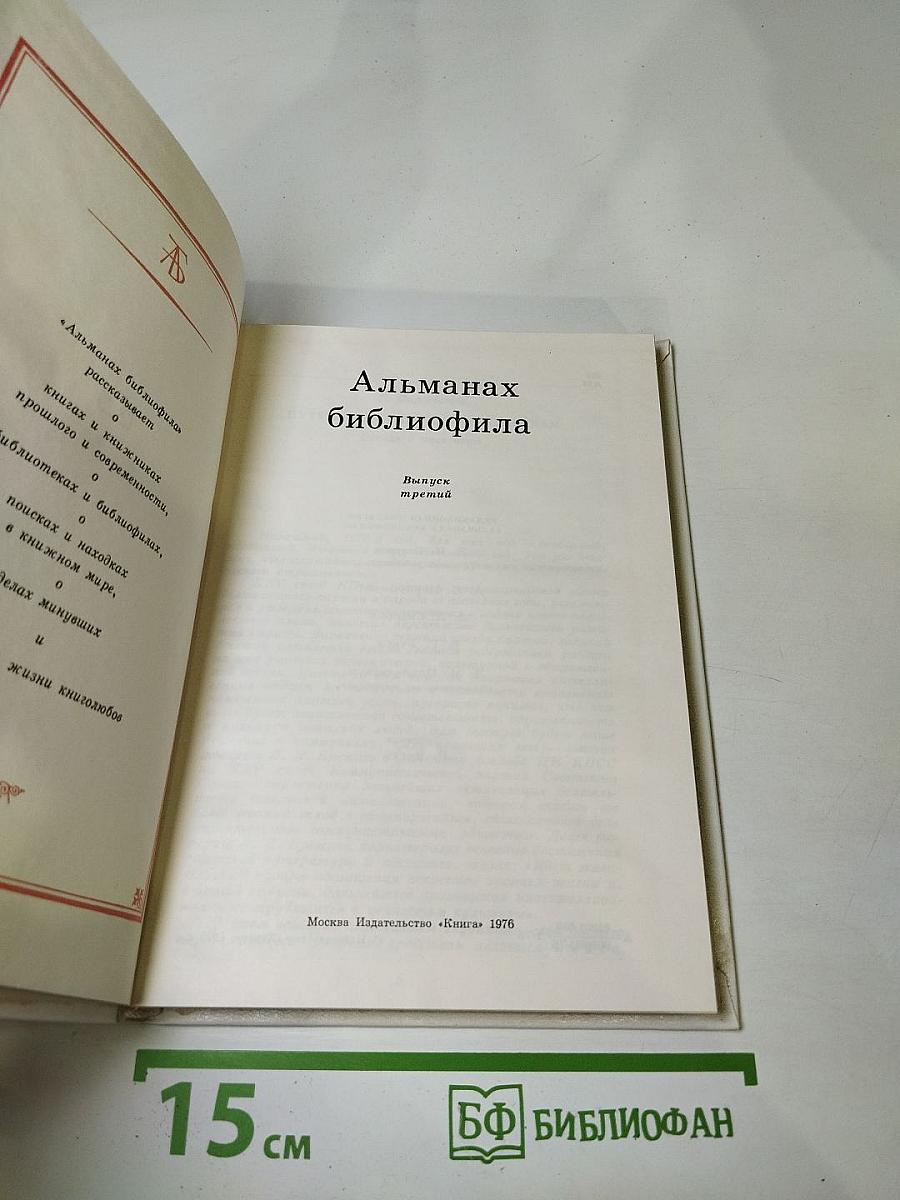 АБ
«Альманах библиофила»
рассказывает
о
книгах и книжниках
прошлого и современности,
о
библиотеках и библиофилах,
о
поисках и находках
в книжном мире,
о
делах минувших
и
жизни книголюбов
Альманах
библиофила
Выпуск
третий
Москва Издательство «Книга» 1976
15 см
БФ БИБЛИОФАН